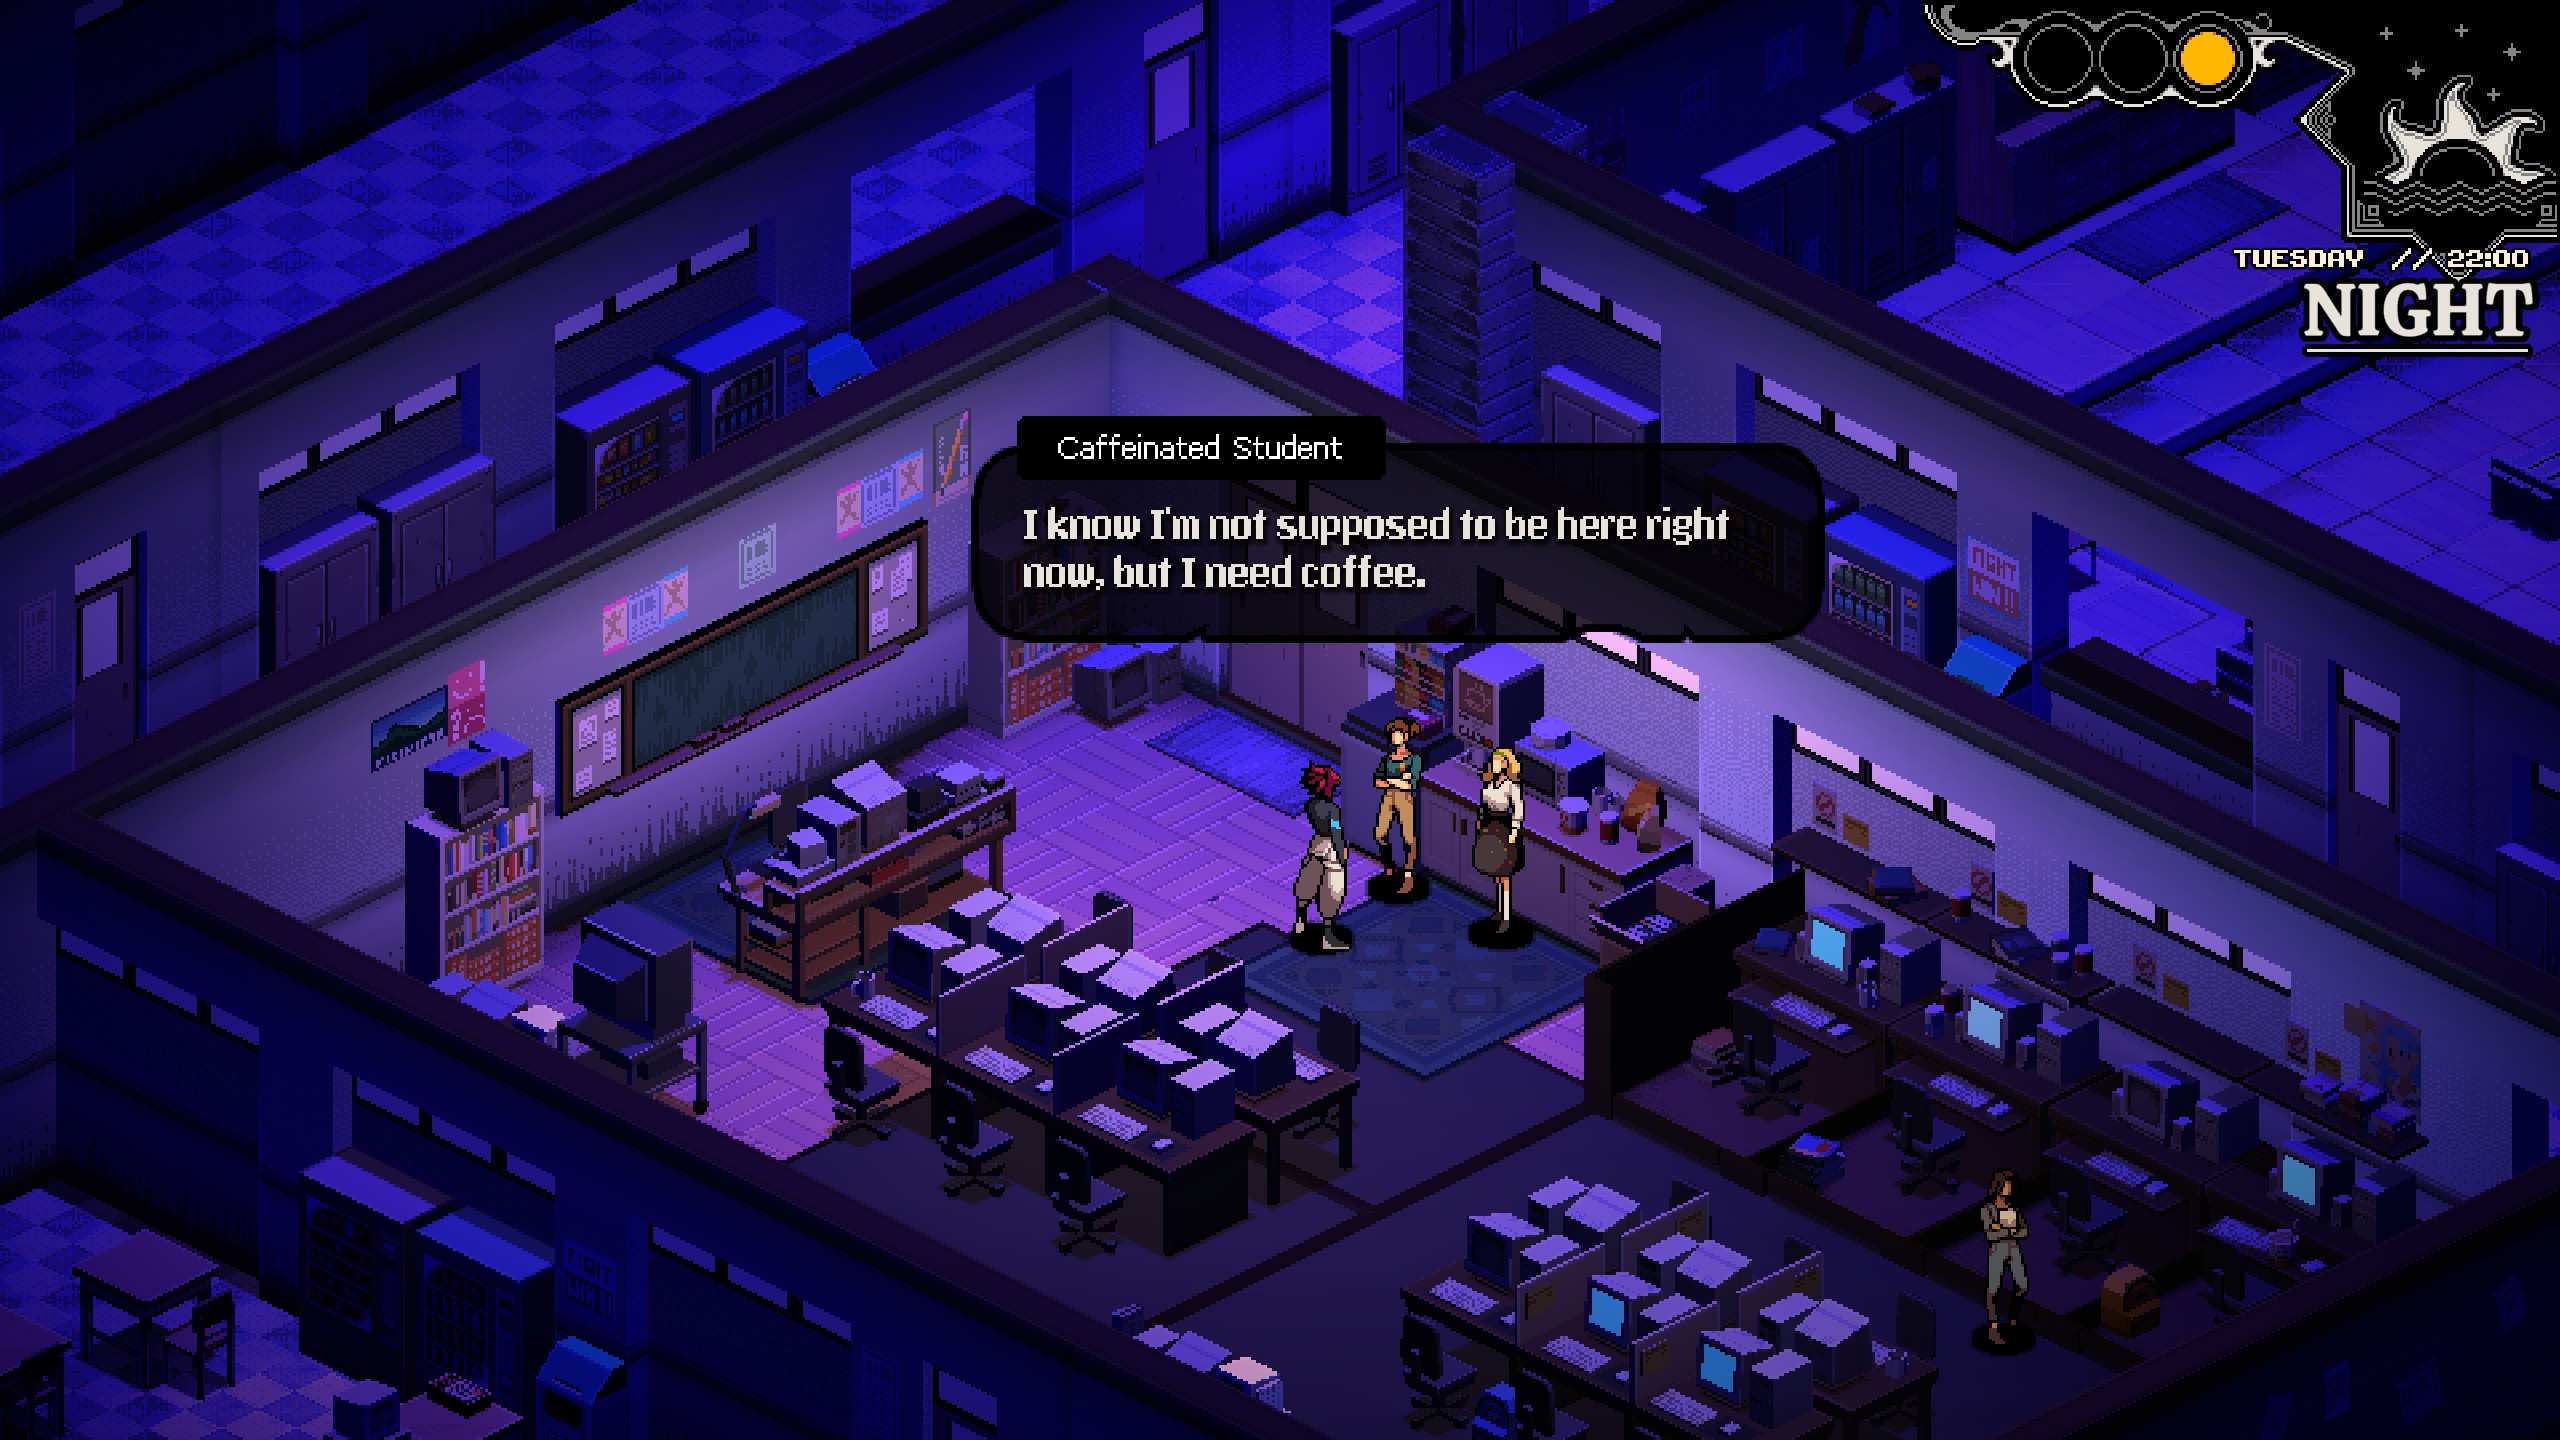 TUESDAY // 22:00
NIGHT
Caffeinated Student
I know I'm not supposed to be here right
now, but I need coffee.